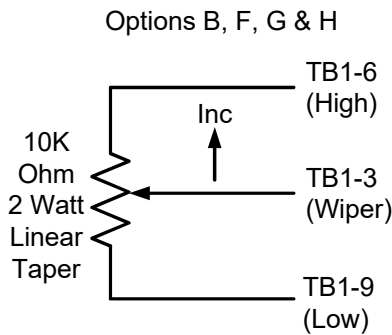 Options B, F, G & H
TB1-6
(High)
Inc
10K
Ohm
2 Watt
Linear
Taper
TB1-3
(Wiper)
TB1-9
(Low)